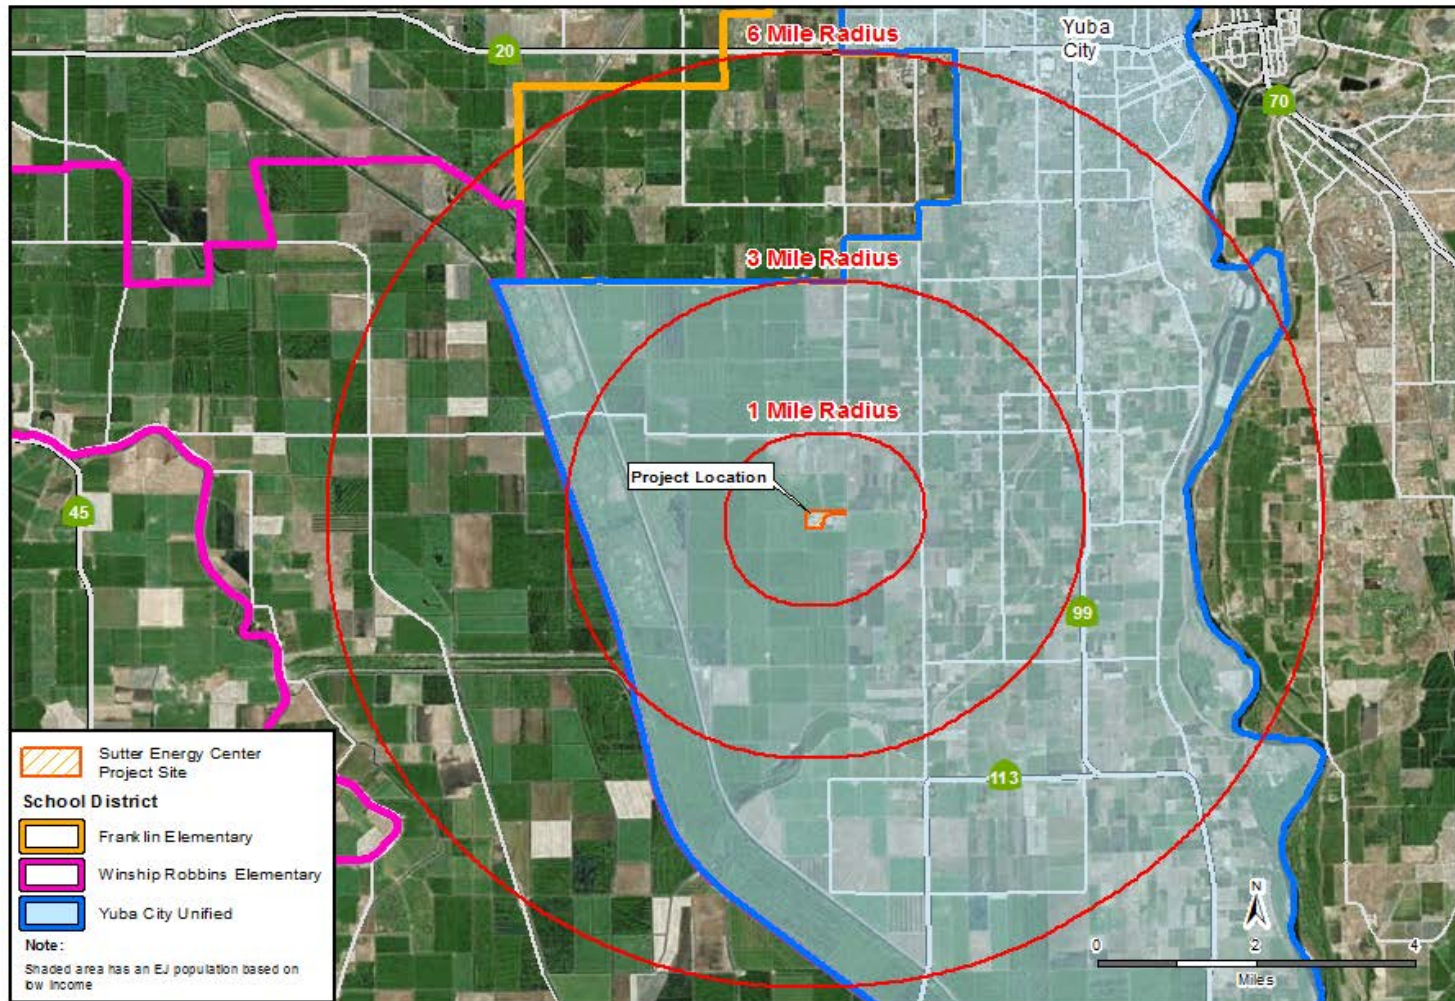 6 Mile Radius
Yuba
City
20
70
3 Mile Radius
1 Mile Radius
Project Location
45
99
113
Sutter Energy Center
Project Site
School District
Franklin Elementary
Winship Robbins Elementary
Yuba City Unified
Note:
Shaded area has an EJ population based on
low income
N
0 2 4
Miles